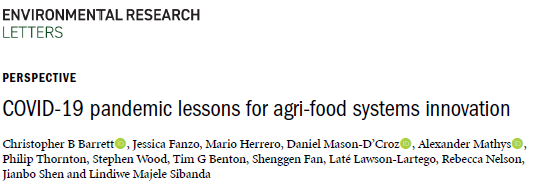 ENVIRONMENTAL RESEARCH
LETTERS
PERSPECTIVE
COVID-19 pandemic lessons for agri-food systems innovation
Christopher B Barrett, Jessica Fanzo, Mario Herrero, Daniel Mason-D'Croz, Alexander Mathys,
Philip Thornton, Stephen Wood, Tim G Benton, Shenggen Fan, Laté Lawson-Lartego, Rebecca Nelson,
Jianbo Shen and Lindiwe Majele Sibanda